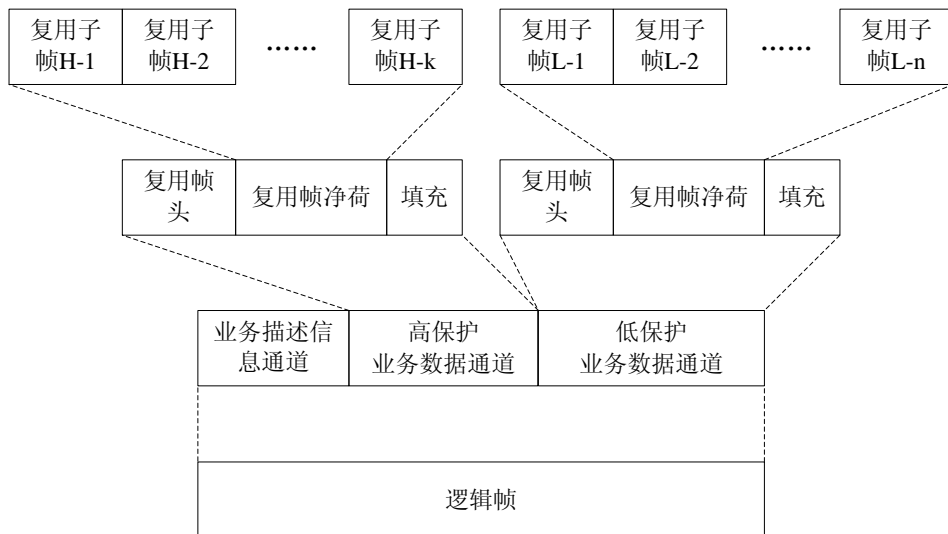 复用子
帧H-1
复用子
帧H-2
……
复用子
帧H-k
复用子
帧L-1
复用子
帧L-2
……
复用子
帧L-n
复用帧
头
复用帧净荷
填充
复用帧
头
复用帧净荷
填充
业务描述信
息通道
高保护
业务数据通道
低保护
业务数据通道
逻辑帧